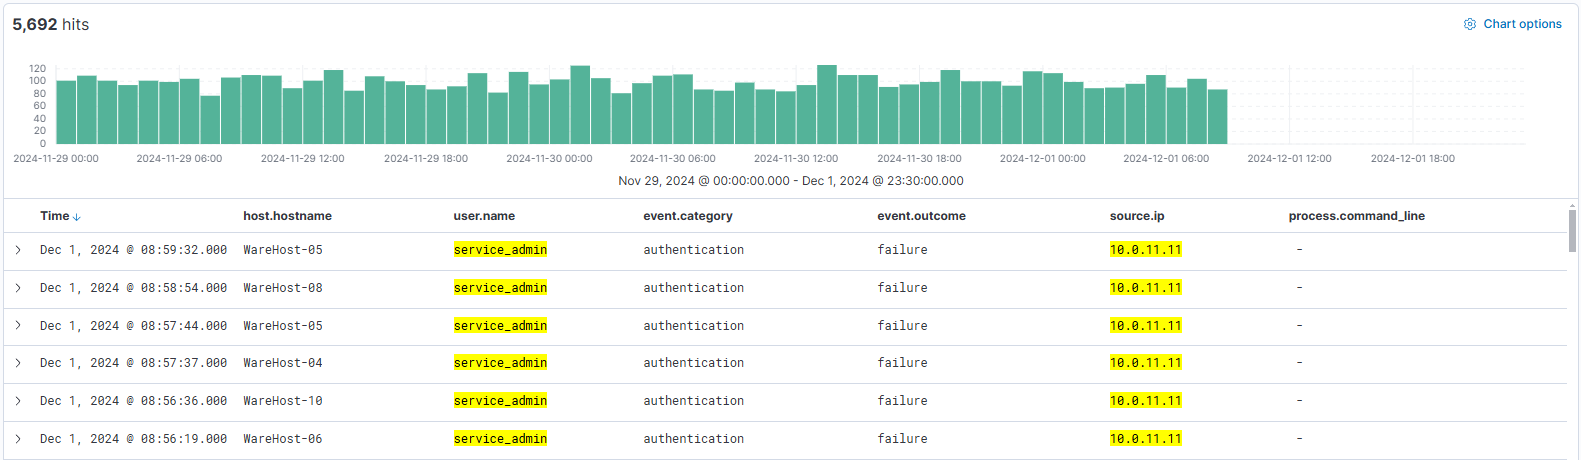 5,692 hits
Chart options
120
100
80
60
40
20
0
2024-11-29 00:00 2024-11-29 06:00 2024-11-29 12:00 2024-11-29 18:00 2024-11-30 00:00 2024-11-30 06:00 2024-11-30 12:00 2024-11-30 18:00 2024-12-01 00:00 2024-12-01 06:00 2024-12-01 12:00 2024-12-01 18:00
Nov 29, 2024 @ 00:00:00.000 - Dec 1, 2024 @ 23:30:00.000
Time host.hostname user.name event.category event.outcome source.ip process.command_line
Dec 1, 2024 @ 08:59:32.000 WareHost-05 service_admin authentication failure 10.0.11.11 -
Dec 1, 2024 @ 08:58:54.000 WareHost-08 service_admin authentication failure 10.0.11.11 -
Dec 1, 2024 @ 08:57:44.000 WareHost-05 service_admin authentication failure 10.0.11.11 -
Dec 1, 2024 @ 08:57:37.000 WareHost-04 service_admin authentication failure 10.0.11.11 -
Dec 1, 2024 @ 08:56:36.000 WareHost-10 service_admin authentication failure 10.0.11.11 -
Dec 1, 2024 @ 08:56:19.000 WareHost-06 service_admin authentication failure 10.0.11.11 -